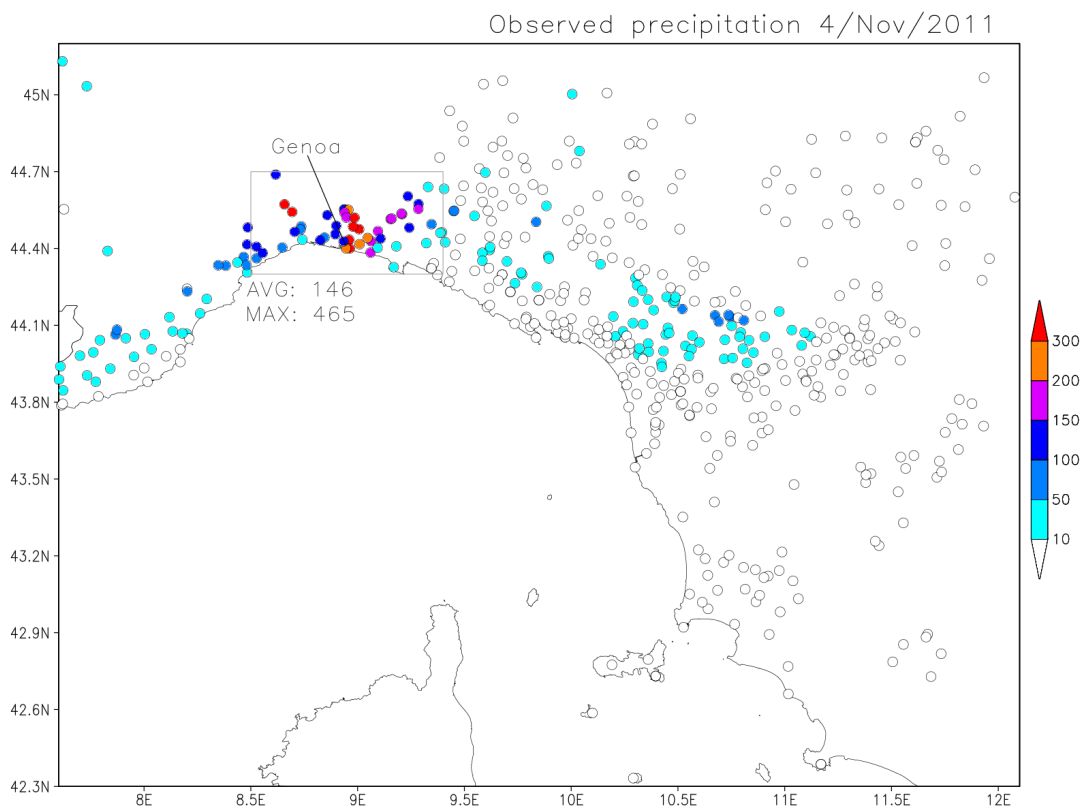 Observed precipitation 4/Nov/2011
45N
44.7N
44.4N
44.1N
43.8N
43.5N
43.2N
42.9N
42.6N
42.3N
Genoa
AVG: 146
MAX: 465
300
200
150
100
50
10
8E
8.5E
9E
9.5E
10E
10.5E
11E
11.5E
12E